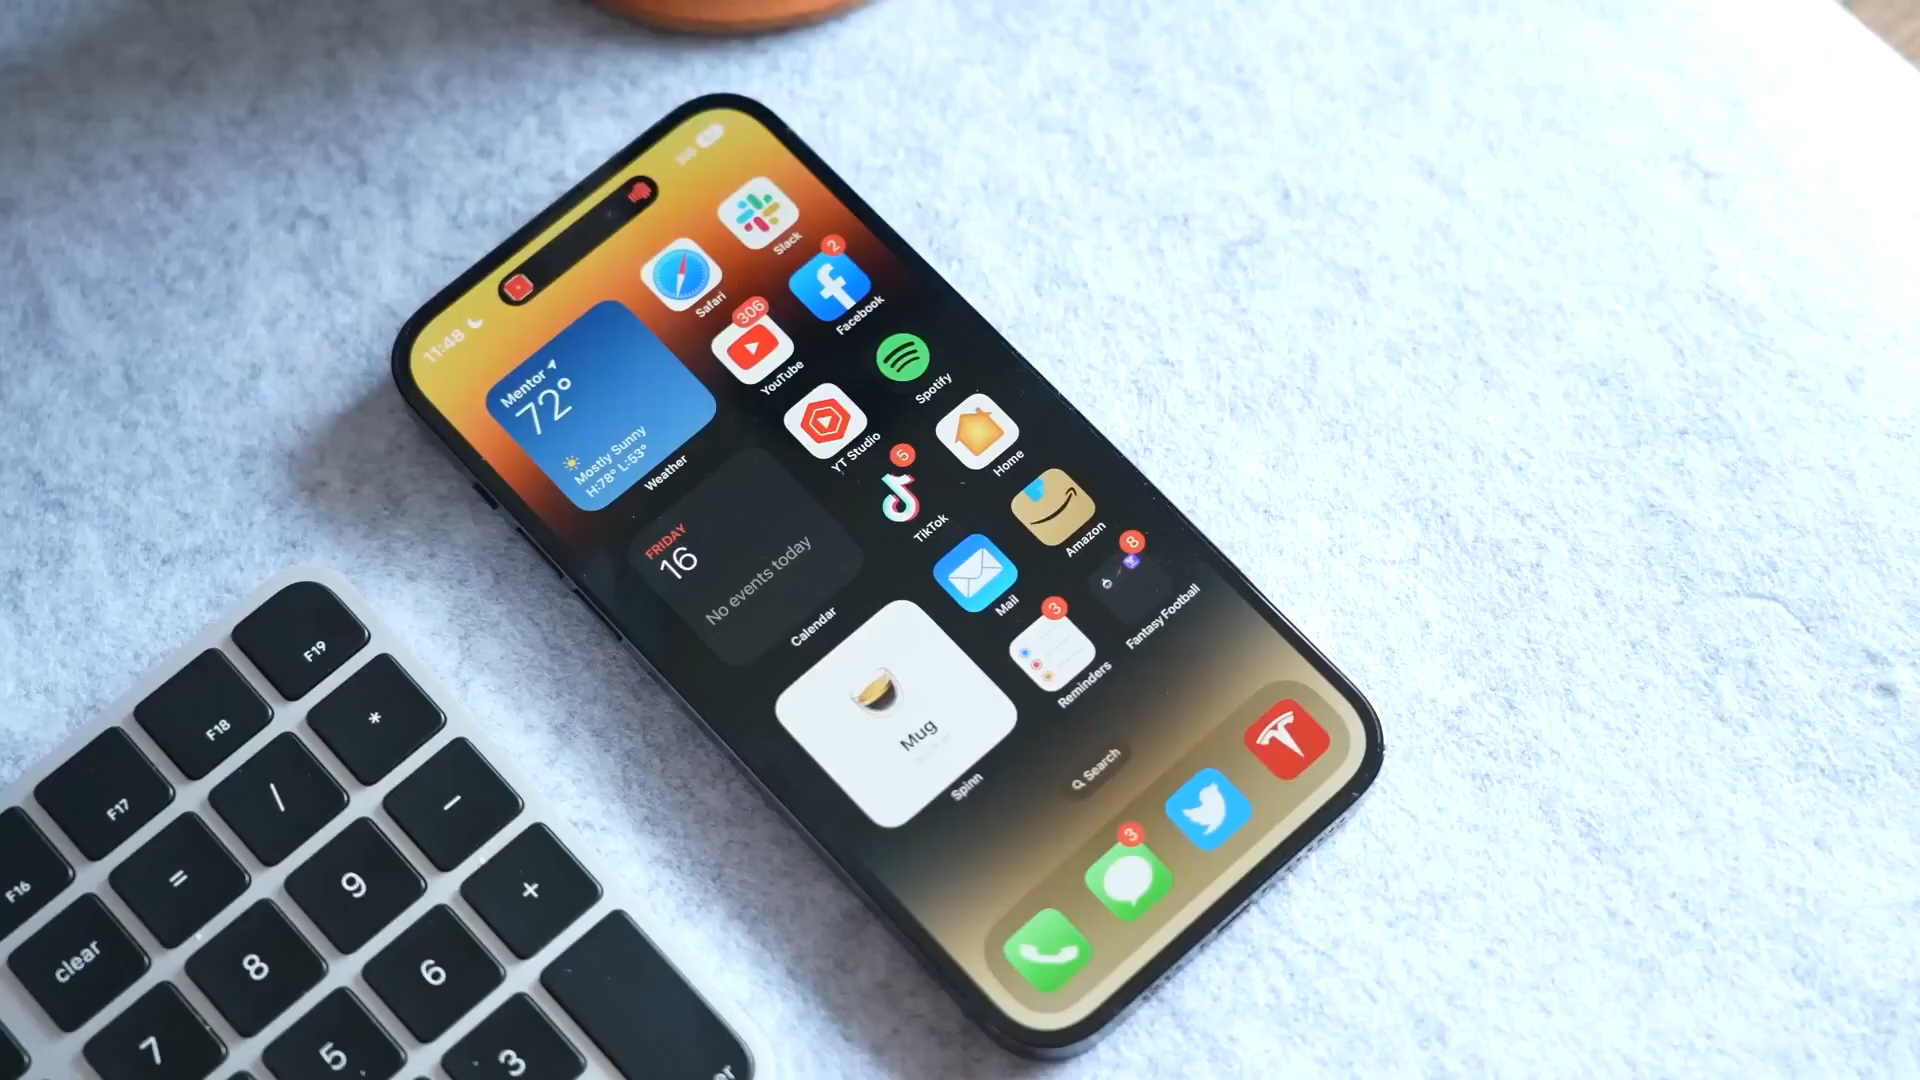 11:48
Mentor
72°
Mostly Sunny
H:78° L:53°
Weather
Safari
Slack
306
YouTube
2
Facebook
FRIDAY
16
No events today
Calendar
YT Studio
Spotify
5
TikTok
Home
Mug
Spinn
Mail
Amazon
3
Reminders
8
Fantasy Football
Search
3
F19
F18
*
F17
/
−
F16
=
9
+
clear
8
6
7
5
3